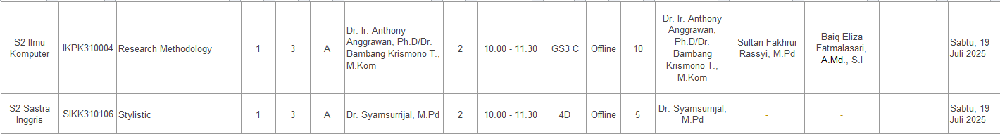 S2 Ilmu Komputer IKPK310004 Research Methodology 1 3 A Dr. Ir. Anthony Anggrawan, Ph.D/Dr. Bambang Krismono T., M.Kom 2 10.00 - 11.30 GS3 C Offline 10 Dr. Ir. Anthony Anggrawan, Ph.D/Dr. Bambang Krismono T., M.Kom Sultan Fakhrur Rassyi, M.Pd Baiq Eliza Fatmalasari, A.Md., S.I Sabtu, 19 Juli 2025
S2 Sastra Inggris SIKK310106 Stylistic 1 3 A Dr. Syamsurrijal, M.Pd 2 10.00 - 11.30 4D Offline 5 Dr. Syamsurrijal, M.Pd - - Sabtu, 19 Juli 2025